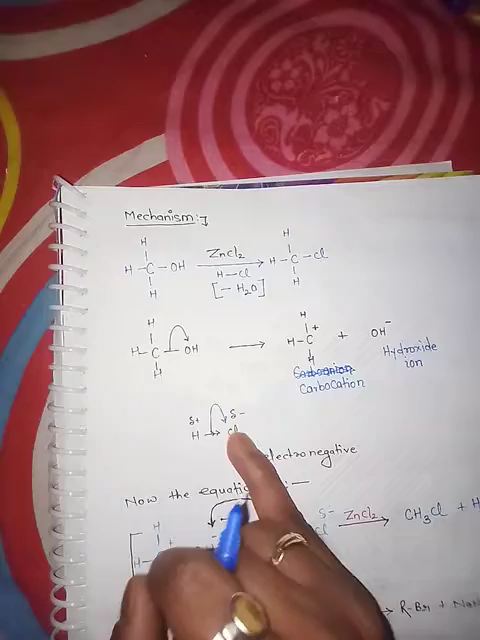 Mechanism:-
H
H - C - OH ZnCl2 H - C - Cl
H - Cl
H
[- H2O]
H H
H - C - OH → H - C+ + OH-
H H Hydroxide ion
Carbocation
δ+ δ-
H Cl
electronegative
Now the equation :-
H δ-
H + Cl ZnCl2 CH3Cl + H
→ R-Br + Na